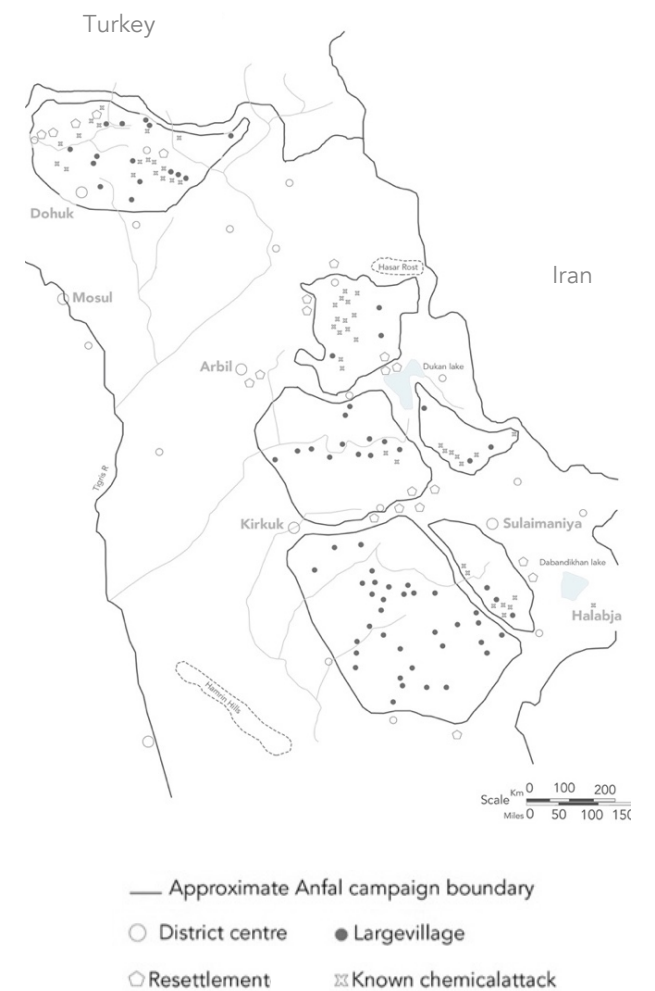 Turkey
Dohuk
Hasar Rost
Iran
Mosul
Arbil
Dukan lake
Tigris R
Kirkuk
Sulaimaniya
Dabandikhan lake
Halabja
Hamrin Hills
Scale Km 0 100 200
Miles 0 50 100 150
Approximate Anfal campaign boundary
District centre
Largevillage
Resettlement
Known chemicalattack